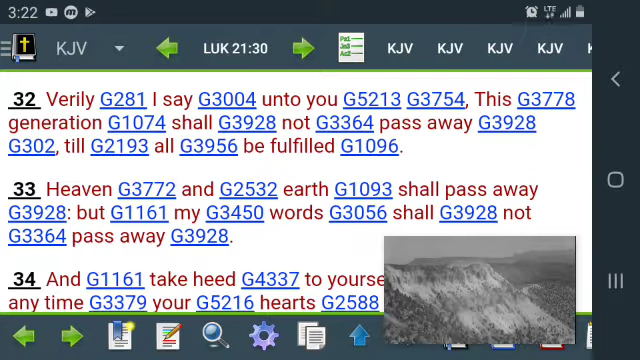 3:22 LTE
KJV LUK 21:30 Ps1 Jn3 Ac2 KJV KJV KJV KJV
32 Verily G281 I say G3004 unto you G5213 G3754, This G3778
generation G1074 shall G3928 not G3364 pass away G3928
G302, till G2193 all G3956 be fulfilled G1096.
33 Heaven G3772 and G2532 earth G1093 shall pass away
G3928: but G1161 my G3450 words G3056 shall G3928 not
G3364 pass away G3928.
34 And G1161 take heed G4337 to yourse
any time G3379 your G5216 hearts G2588